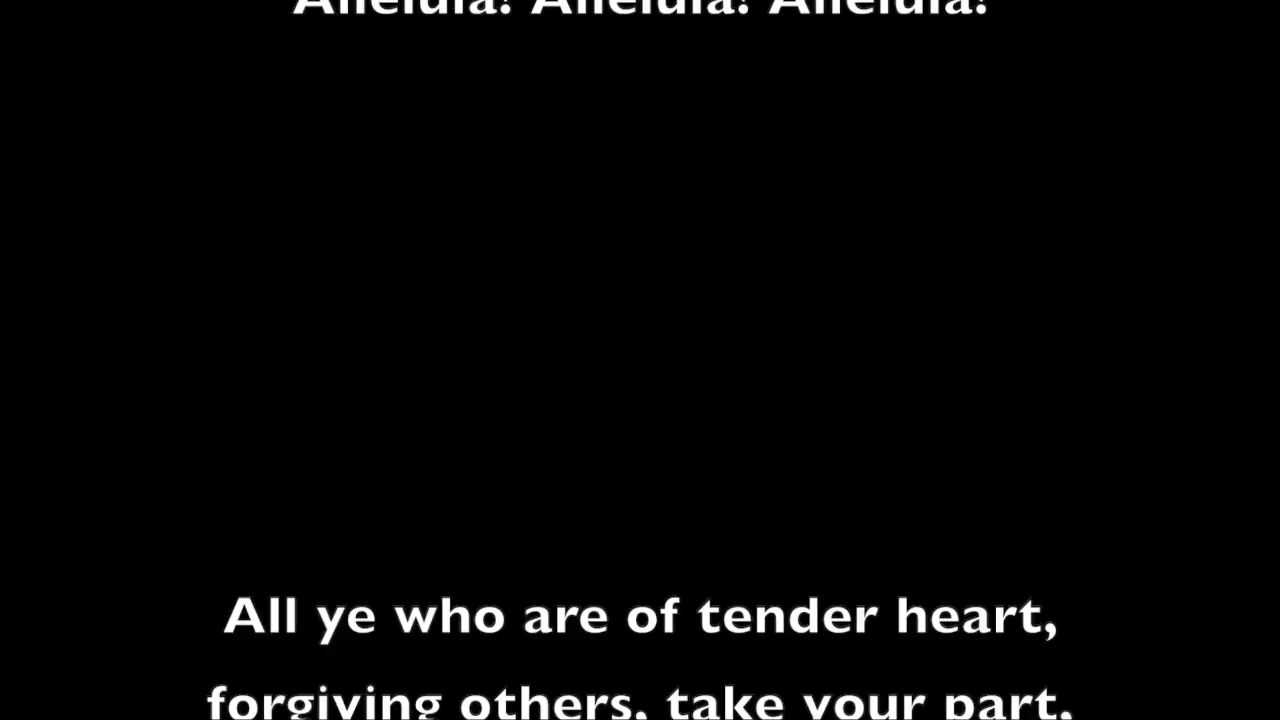 Alleluia! Alleluia! Alleluia!
All ye who are of tender heart,
forgiving others, take your part,